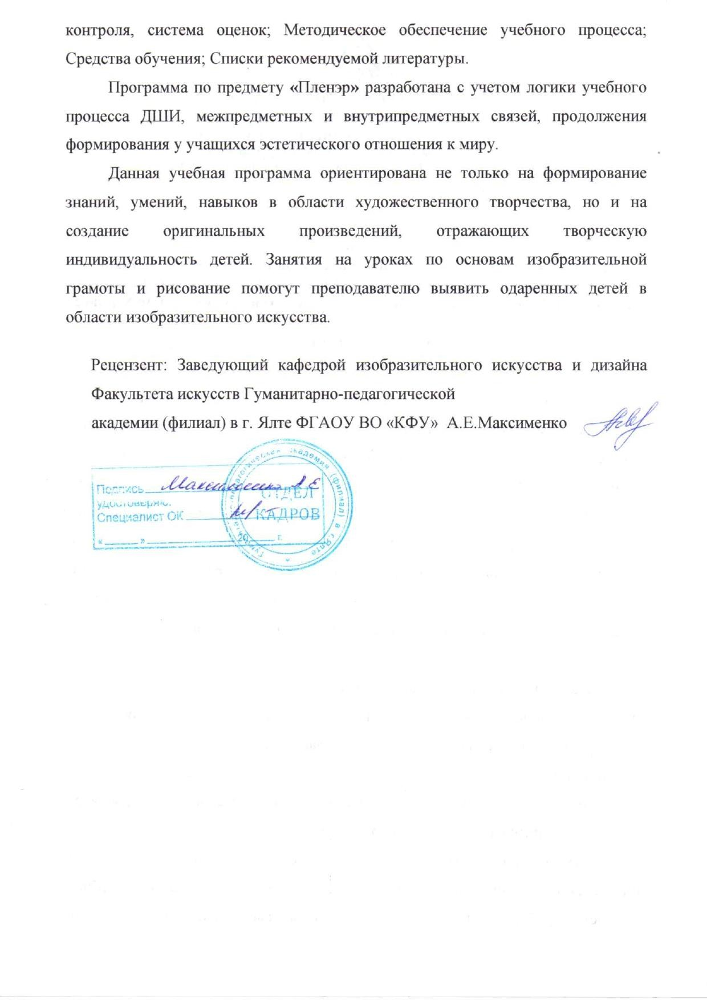 контроля, система оценок; Методическое обеспечение учебного процесса;
Средства обучения; Списки рекомендуемой литературы.
Программа по предмету «Пленэр» разработана с учетом логики учебного
процесса ДШИ, межпредметных и внутрипредметных связей, продолжения
формирования у учащихся эстетического отношения к миру.
Данная учебная программа ориентирована не только на формирование
знаний, умений, навыков в области художественного творчества, но и на
создание оригинальных произведений, отражающих творческую
индивидуальность детей. Занятия на уроках по основам изобразительной
грамоты и рисование помогут преподавателю выявить одаренных детей в
области изобразительного искусства.
Рецензент: Заведующий кафедрой изобразительного искусства и дизайна
Факультета искусств Гуманитарно-педагогической
академии (филиал) в г. Ялте ФГАОУ ВО «КФУ» А.Е.Максименко
Подпись Максименко А Е
удостоверяю:
Специалист ОК
« » 20 г.
академия (филиал) в г.Ялте
ОТДЕЛ
КАДРОВ